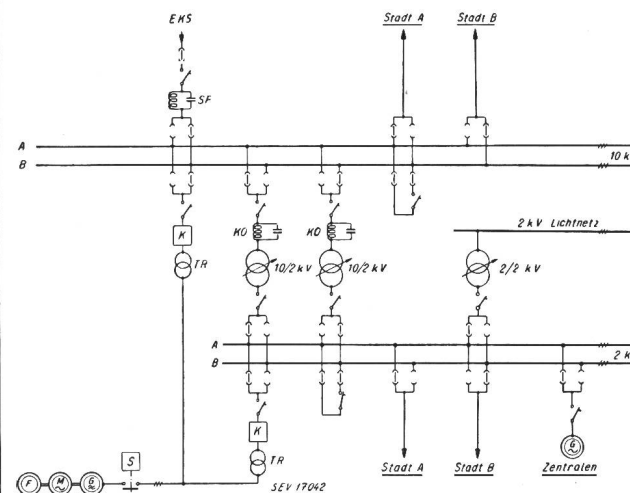 EKS
Stadt A
Stadt B
SF
A
B
10 k
K
KO
KO
2 kV Lichtnetz
TR
10/2 kV
10/2 kV
2/2 kV
A
B
2 k
K
S
G
F
M
G
TR
Stadt A
Stadt B
Zentralen
SEV 17042